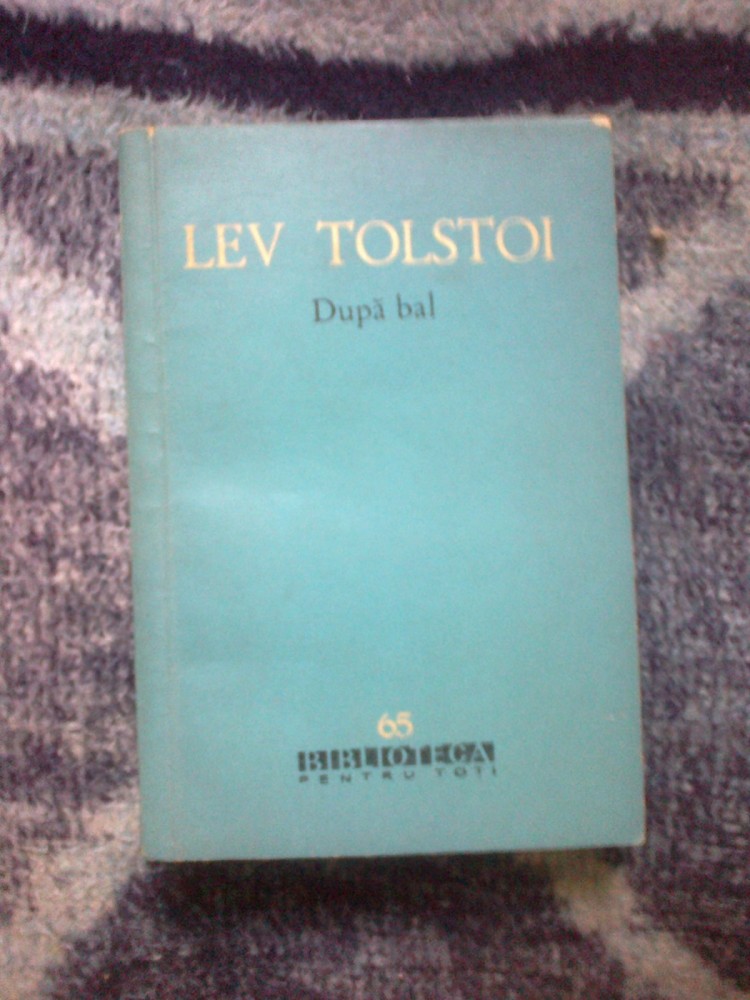 LEV TOLSTOI
După bal
65
BIBLIOTECA
PENTRU TOȚI